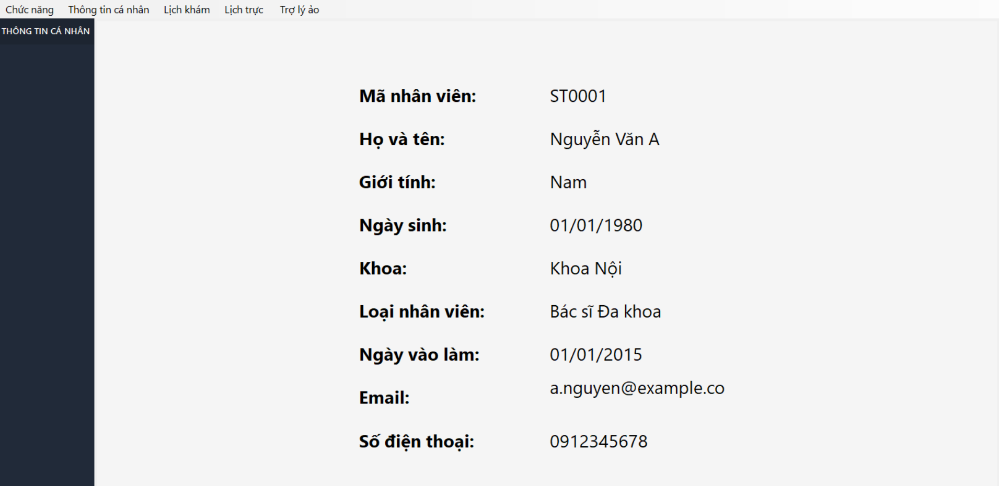 Chức năng Thông tin cá nhân Lịch khám Lịch trực Trợ lý ảo
THÔNG TIN CÁ NHÂN
Mã nhân viên: ST0001
Họ và tên: Nguyễn Văn A
Giới tính: Nam
Ngày sinh: 01/01/1980
Khoa: Khoa Nội
Loại nhân viên: Bác sĩ Đa khoa
Ngày vào làm: 01/01/2015
Email: a.nguyen@example.co
Số điện thoại: 0912345678